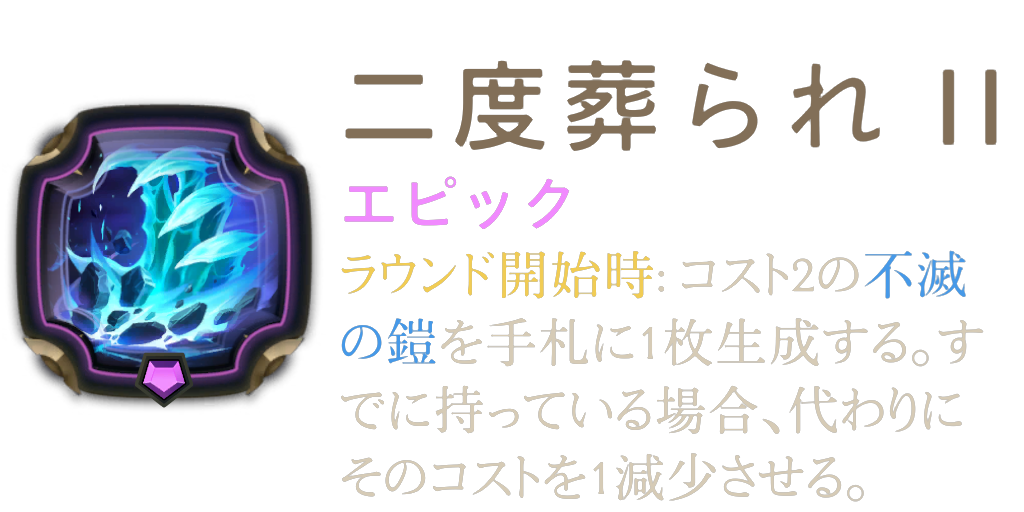 二度葬られ II
エピック
ラウンド開始時: コスト2の不滅
の鎧を手札に1枚生成する。す
でに持っている場合、代わりに
そのコストを1減少させる。